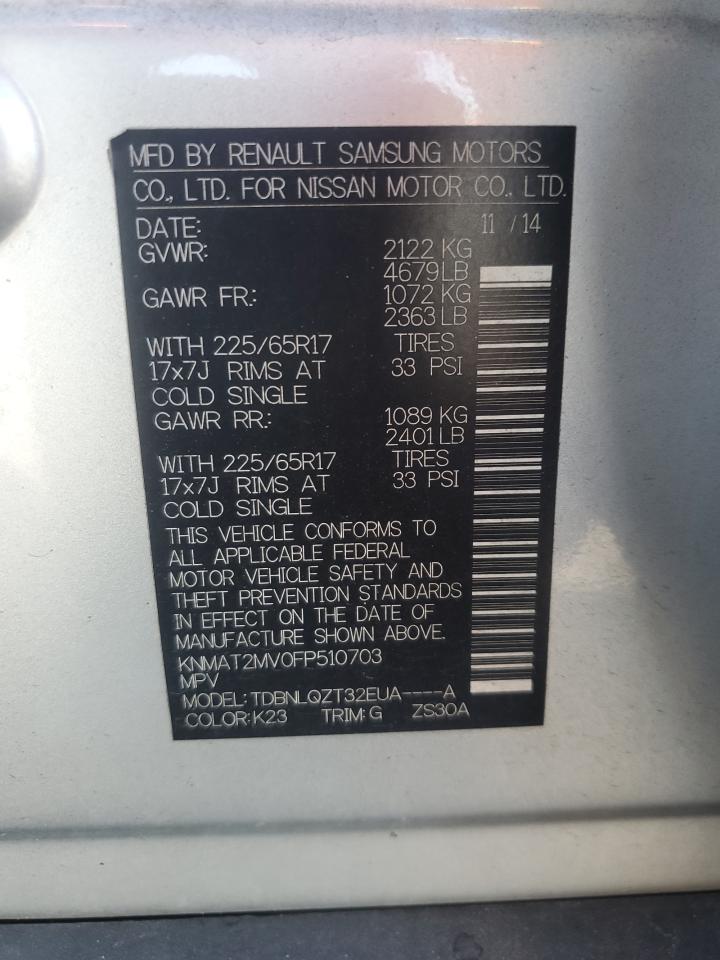 MFD BY RENAULT SAMSUNG MOTORS
CO., LTD. FOR NISSAN MOTOR CO., LTD.
DATE: 11 / 14
GVWR: 2122 KG
4679 LB
GAWR FR: 1072 KG
2363 LB
WITH 225/65R17 TIRES
17x7J RIMS AT 33 PSI
COLD SINGLE
GAWR RR: 1089 KG
2401 LB
WITH 225/65R17 TIRES
17x7J RIMS AT 33 PSI
COLD SINGLE
THIS VEHICLE CONFORMS TO
ALL APPLICABLE FEDERAL
MOTOR VEHICLE SAFETY AND
THEFT PREVENTION STANDARDS
IN EFFECT ON THE DATE OF
MANUFACTURE SHOWN ABOVE.
KNMAT2MV0FP510703
MPV
MODEL: TDBNLQZT32EUA----A
COLOR: K23 TRIM: G ZS30A